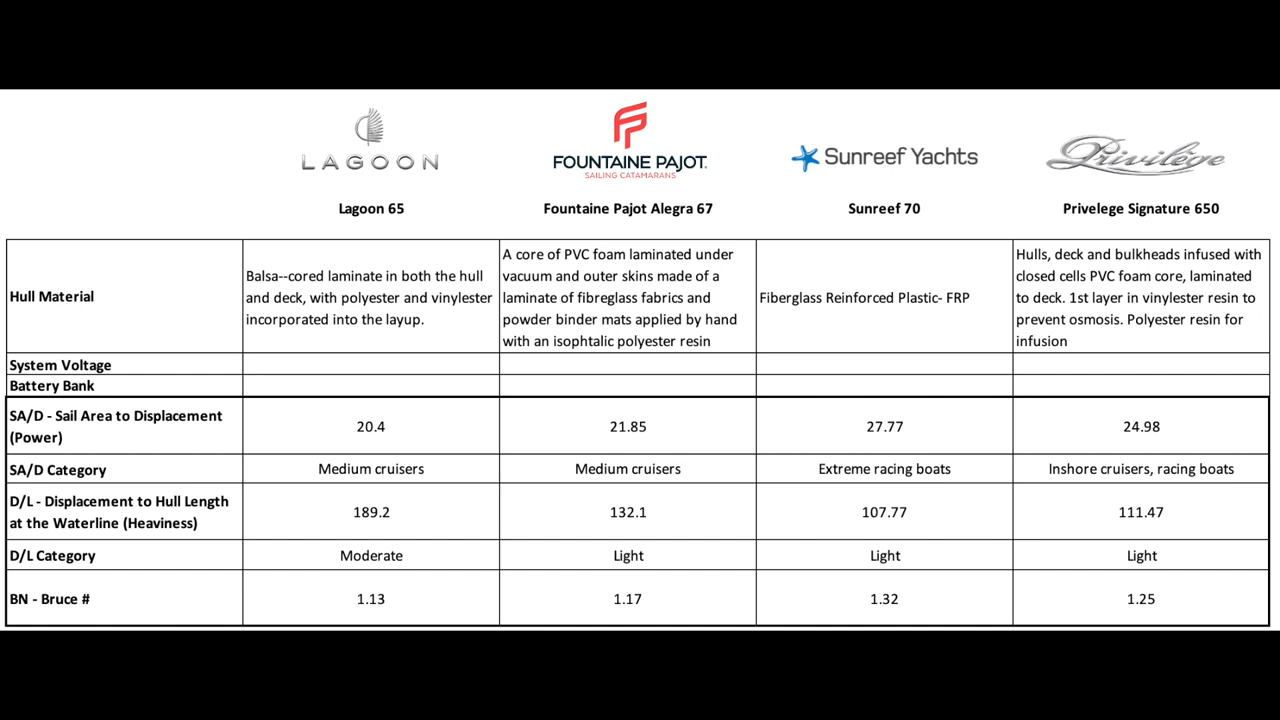 LAGOON
FOUNTAINE PAJOT
SAILING CATAMARANS
Sunreef Yachts
Privilège
Lagoon 65
Fountaine Pajot Alegra 67
Sunreef 70
Privelege Signature 650
Hull Material
Balsa--cored laminate in both the hull
and deck, with polyester and vinylester
incorporated into the layup.
A core of PVC foam laminated under
vacuum and outer skins made of a
laminate of fibreglass fabrics and
powder binder mats applied by hand
with an isophtalic polyester resin
Fiberglass Reinforced Plastic- FRP
Hulls, deck and bulkheads infused with
closed cells PVC foam core, laminated
to deck. 1st layer in vinylester resin to
prevent osmosis. Polyester resin for
infusion
System Voltage
Battery Bank
SA/D - Sail Area to Displacement
(Power)
20.4
21.85
27.77
24.98
SA/D Category
Medium cruisers
Medium cruisers
Extreme racing boats
Inshore cruisers, racing boats
D/L - Displacement to Hull Length
at the Waterline (Heaviness)
189.2
132.1
107.77
111.47
D/L Category
Moderate
Light
Light
Light
BN - Bruce #
1.13
1.17
1.32
1.25